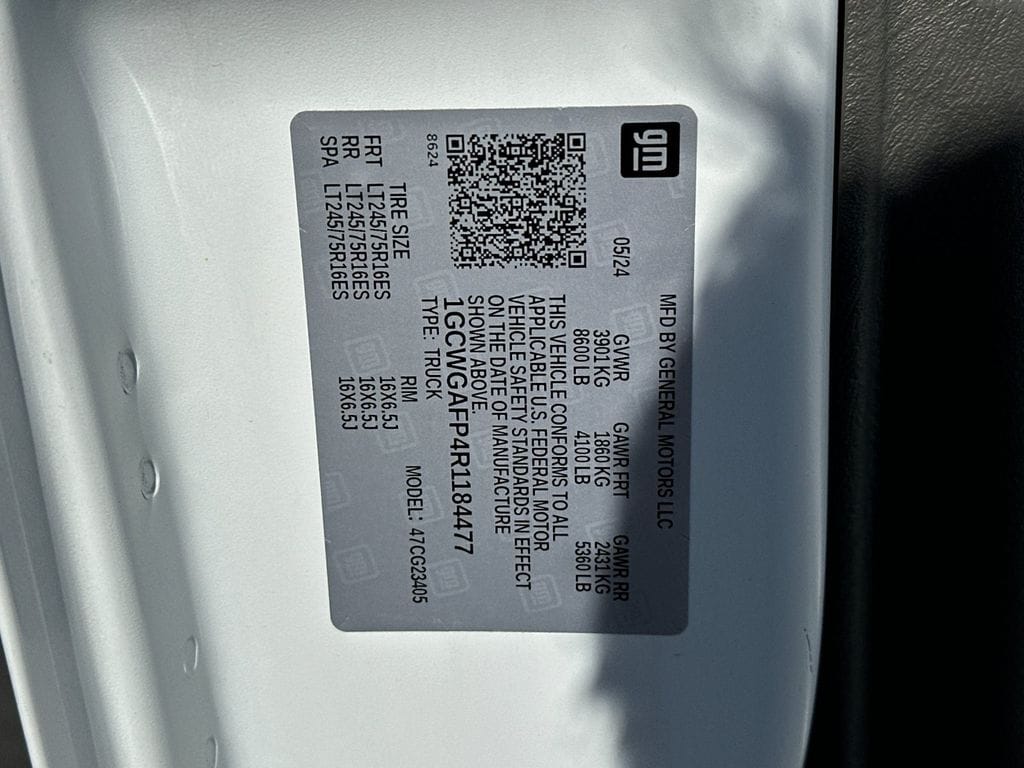 gm
MFD BY GENERAL MOTORS LLC
05/24 GVWR GAWR FRT GAWR RR
3901 KG 1860 KG 2431 KG
8600 LB 4100 LB 5360 LB
THIS VEHICLE CONFORMS TO ALL
APPLICABLE U.S. FEDERAL MOTOR
VEHICLE SAFETY STANDARDS IN EFFECT
ON THE DATE OF MANUFACTURE
SHOWN ABOVE.
1GCWGAFP4R1184477
8624 TYPE: TRUCK MODEL: 47CG23405
TIRE SIZE RIM
FRT LT245/75R16ES 16X6.5J
RR LT245/75R16ES 16X6.5J
SPA LT245/75R16ES 16X6.5J